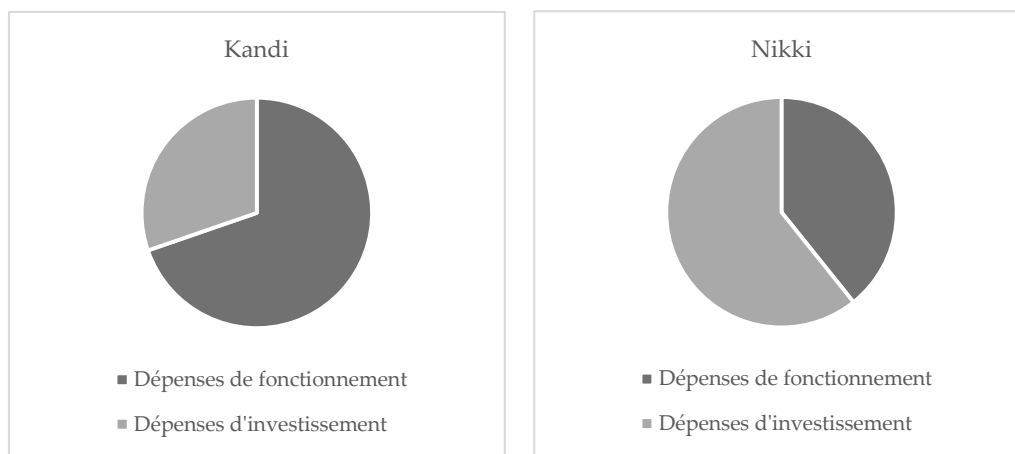 Kandi
Dépenses de fonctionnement
Dépenses d'investissement
Nikki
Dépenses de fonctionnement
Dépenses d'investissement